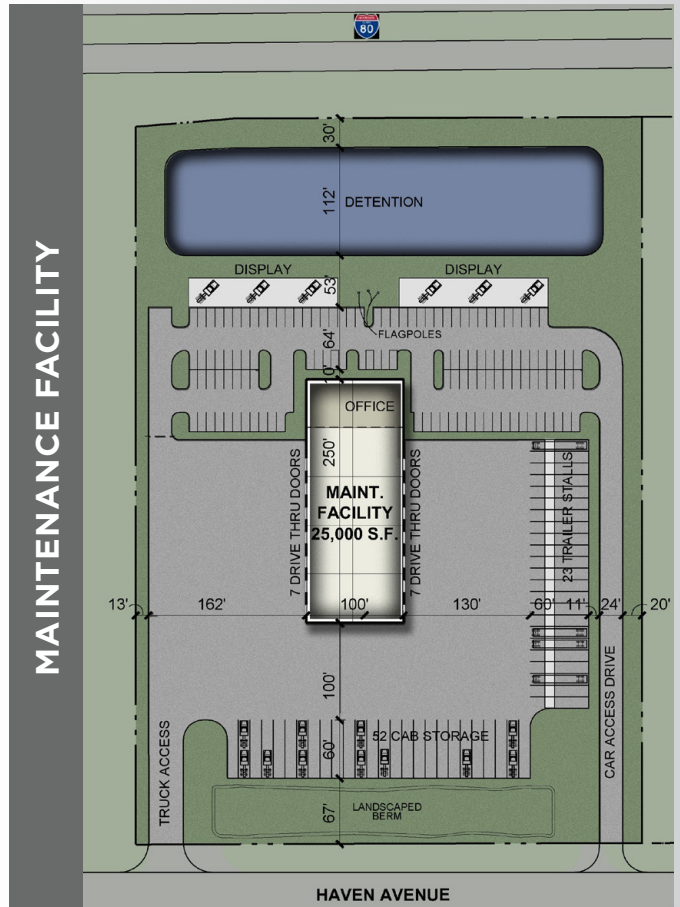 MAINTENANCE FACILITY
INTERSTATE
80
30'
112'
DETENTION
DISPLAY
DISPLAY
53'
FLAGPOLES
64'
10'
OFFICE
250'
7 DRIVE THRU DOORS
7 DRIVE THRU DOORS
MAINT.
FACILITY
25,000 S.F.
23 TRAILER STALLS
13'
162'
100'
130'
60'
11'
24'
20'
100'
TRUCK ACCESS
CAR ACCESS DRIVE
52 CAB STORAGE
60'
LANDSCAPED
BERM
67'
HAVEN AVENUE